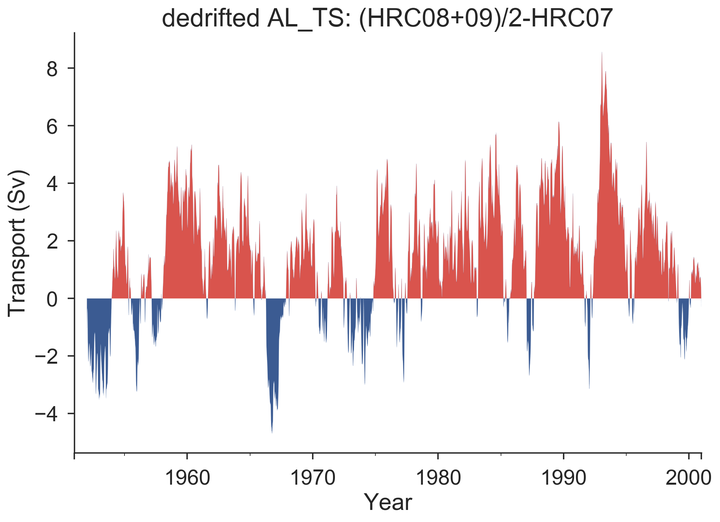 dedrifted AL_TS: (HRC08+09)/2-HRC07
Transport (Sv)
8
6
4
2
0
−2
−4
1960 1970 1980 1990 2000
Year